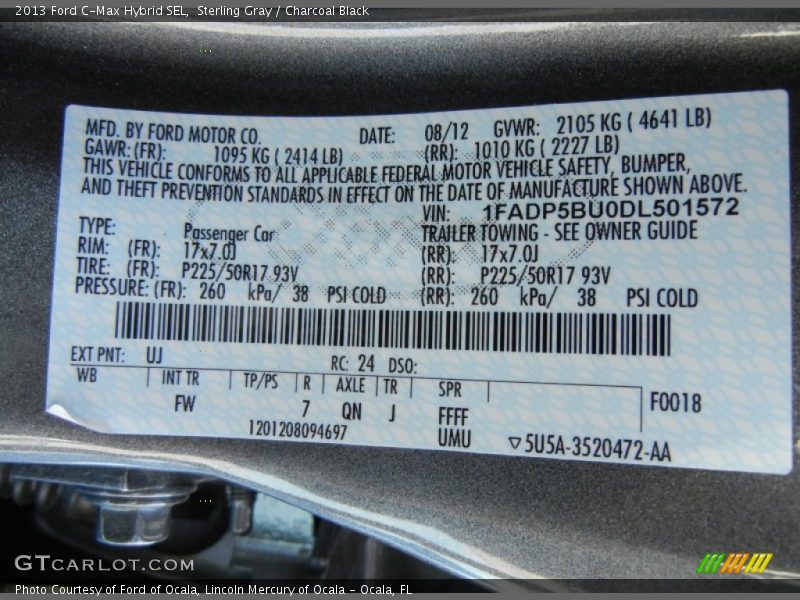 2013 Ford C-Max Hybrid SEL,  Sterling Gray / Charcoal Black
MFD. BY FORD MOTOR CO. DATE: 08/12 GVWR: 2105 KG ( 4641 LB)
GAWR: (FR): 1095 KG ( 2414 LB) (RR): 1010 KG ( 2227 LB)
THIS VEHICLE CONFORMS TO ALL APPLICABLE FEDERAL MOTOR VEHICLE SAFETY, BUMPER,
AND THEFT PREVENTION STANDARDS IN EFFECT ON THE DATE OF MANUFACTURE SHOWN ABOVE.
VIN: 1FADP5BU0DL501572
TYPE: Passenger Car TRAILER TOWING - SEE OWNER GUIDE
RIM: (FR): 17x7.0J (RR): 17x7.0J
TIRE: (FR): P225/50R17 93V (RR): P225/50R17 93V
PRESSURE: (FR): 260 kPa/ 38 PSI COLD (RR): 260 kPa/ 38 PSI COLD
EXT PNT: UJ RC: 24 DSO:
WB INT TR TP/PS R AXLE TR SPR F0018
FW 7 QN J FFFF
1201208094697 UMU ▽5U5A-3520472-AA
GTCARLOT.COM
Photo Courtesy of Ford of Ocala, Lincoln Mercury of Ocala - Ocala, FL